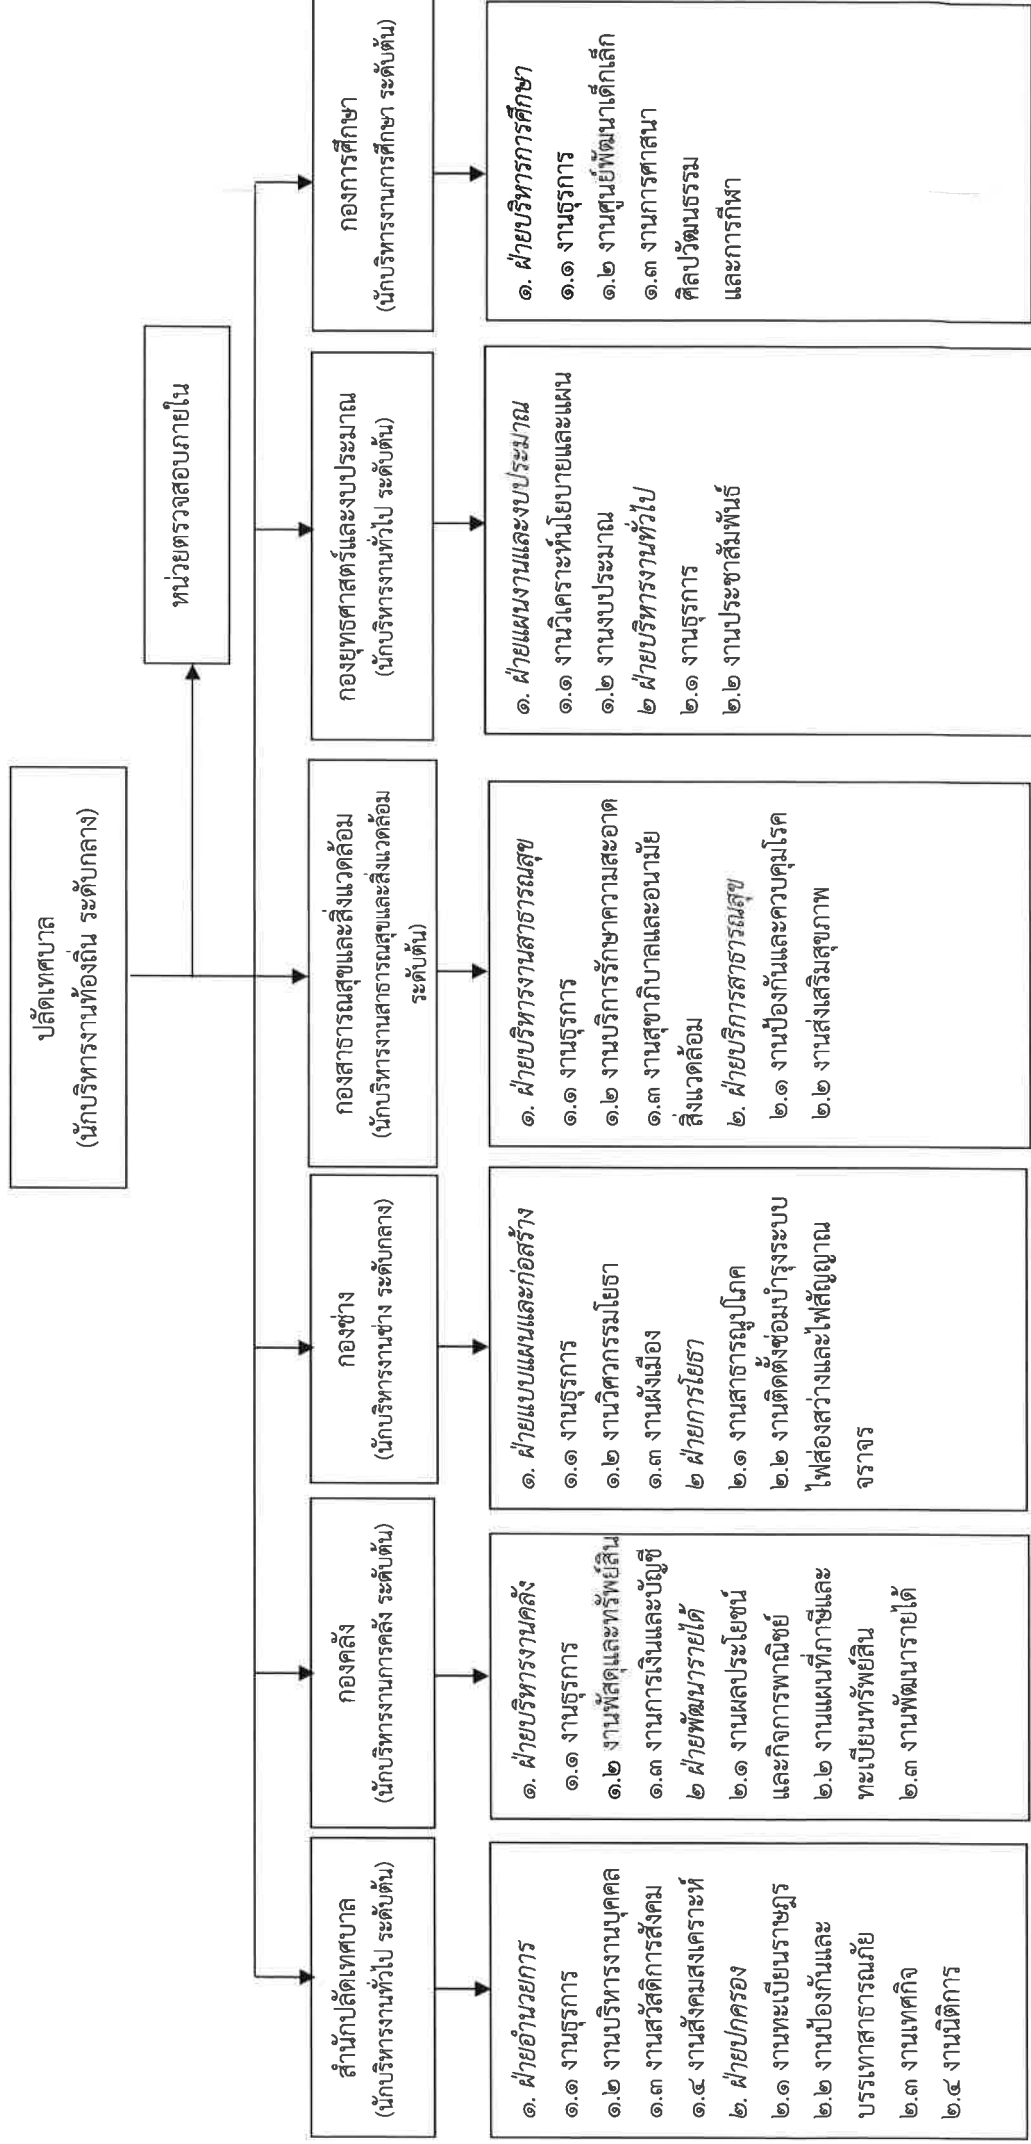 ปลัดเทศบาล
(นักบริหารงานท้องถิ่น ระดับกลาง)
หน่วยตรวจสอบภายใน
สำนักปลัดเทศบาล
(นักบริหารงานทั่วไป ระดับต้น)
๑. ฝ่ายอำนวยการ
๑.๑ งานธุรการ
๑.๒ งานบริหารงานบุคคล
๑.๓ งานสวัสดิการสังคม
๑.๔ งานสังคมสงเคราะห์
๒. ฝ่ายปกครอง
๒.๑ งานทะเบียนราษฎร
๒.๒ งานป้องกันและ
บรรเทาสาธารณภัย
๒.๓ งานเทศกิจ
๒.๔ งานนิติการ
กองคลัง
(นักบริหารงานการคลัง ระดับต้น)
๑. ฝ่ายบริหารงานคลัง
๑.๑ งานธุรการ
๑.๒ งานพัสดุและทรัพย์สิน
๑.๓ งานการเงินและบัญชี
๒ ฝ่ายพัฒนารายได้
๒.๑ งานผลประโยชน์
และกิจการพาณิชย์
๒.๒ งานแผนที่ภาษีและ
ทะเบียนทรัพย์สิน
๒.๓ งานพัฒนารายได้
กองช่าง
(นักบริหารงานช่าง ระดับกลาง)
๑. ฝ่ายแบบแผนและก่อสร้าง
๑.๑ งานธุรการ
๑.๒ งานวิศวกรรมโยธา
๑.๓ งานผังเมือง
๒ ฝ่ายการโยธา
๒.๑ งานสาธารณูปโภค
๒.๒ งานติดตั้งซ่อมบำรุงระบบ
ไฟส่องสว่างและไฟสัญญาณ
จราจร
กองสาธารณสุขและสิ่งแวดล้อม
(นักบริหารงานสาธารณสุขและสิ่งแวดล้อม
ระดับต้น)
๑. ฝ่ายบริหารงานสาธารณสุข
๑.๑ งานธุรการ
๑.๒ งานบริการรักษาความสะอาด
๑.๓ งานสุขาภิบาลและอนามัย
สิ่งแวดล้อม
๒. ฝ่ายบริการสาธารณสุข
๒.๑ งานป้องกันและควบคุมโรค
๒.๒ งานส่งเสริมสุขภาพ
กองยุทธศาสตร์และงบประมาณ
(นักบริหารงานทั่วไป ระดับต้น)
๑. ฝ่ายแผนงานและงบประมาณ
๑.๑ งานวิเคราะห์นโยบายและแผน
๑.๒ งานงบประมาณ
๒ ฝ่ายบริหารงานทั่วไป
๒.๑ งานธุรการ
๒.๒ งานประชาสัมพันธ์
กองการศึกษา
(นักบริหารงานการศึกษา ระดับต้น)
๑. ฝ่ายบริหารการศึกษา
๑.๑ งานธุรการ
๑.๒ งานศูนย์พัฒนาเด็กเล็ก
๑.๓ งานการศาสนา
ศิลปวัฒนธรรม
และการกีฬา